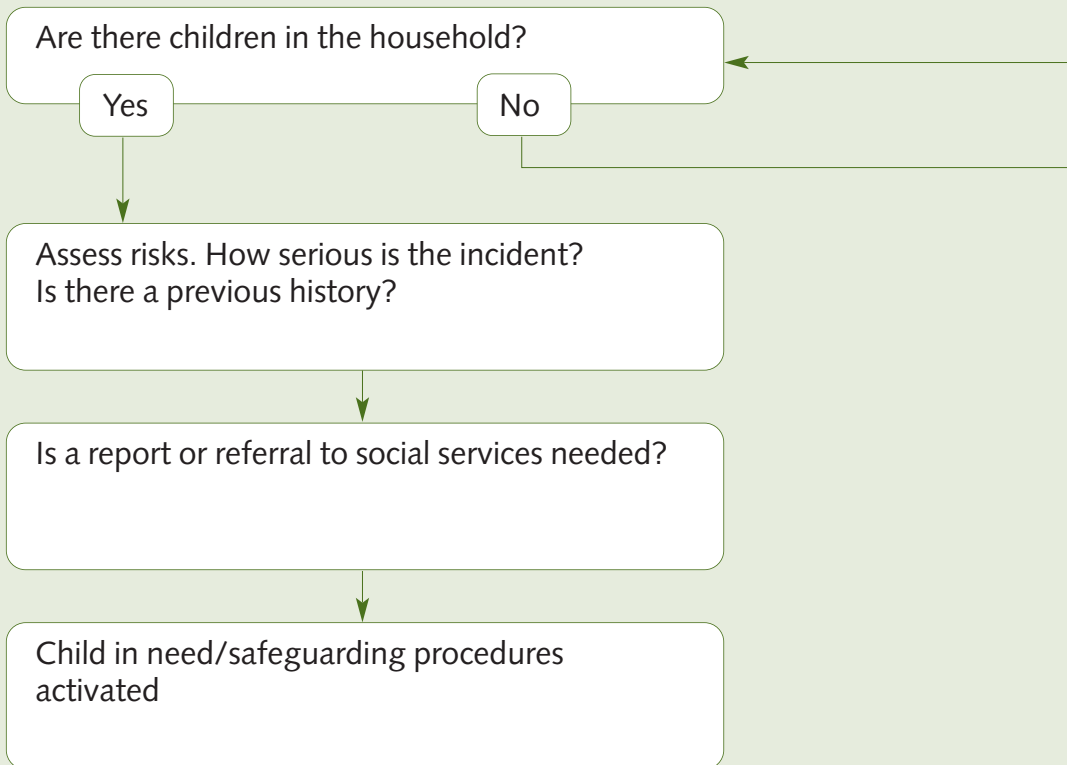 Are there children in the household?
Yes
No
Assess risks. How serious is the incident?
Is there a previous history?
Is a report or referral to social services needed?
Child in need/safeguarding procedures
activated